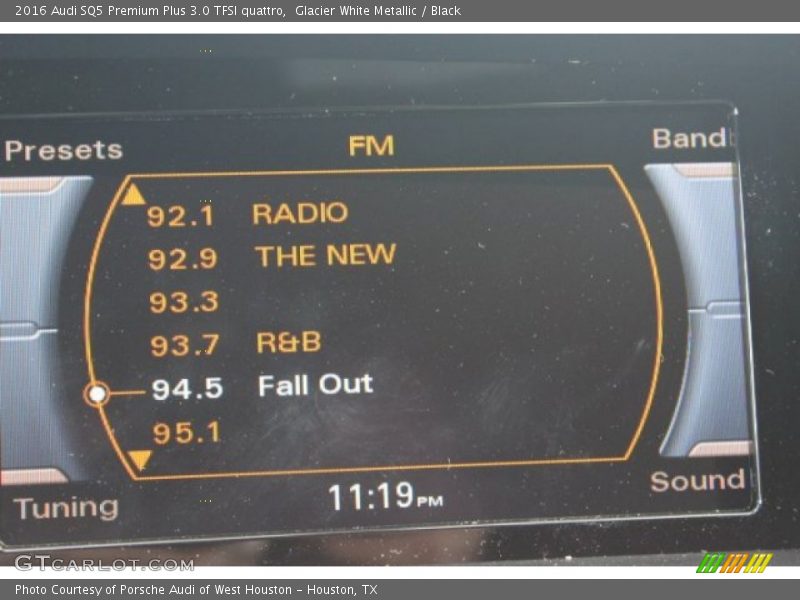 2016 Audi SQ5 Premium Plus 3.0 TFSI quattro,  Glacier White Metallic / Black
Presets
FM
Band
92.1 RADIO
92.9 THE NEW
93.3
93.7 R&B
94.5 Fall Out
95.1
Tuning
11:19 PM
Sound
GTCARLOT.COM
Photo Courtesy of Porsche Audi of West Houston - Houston, TX